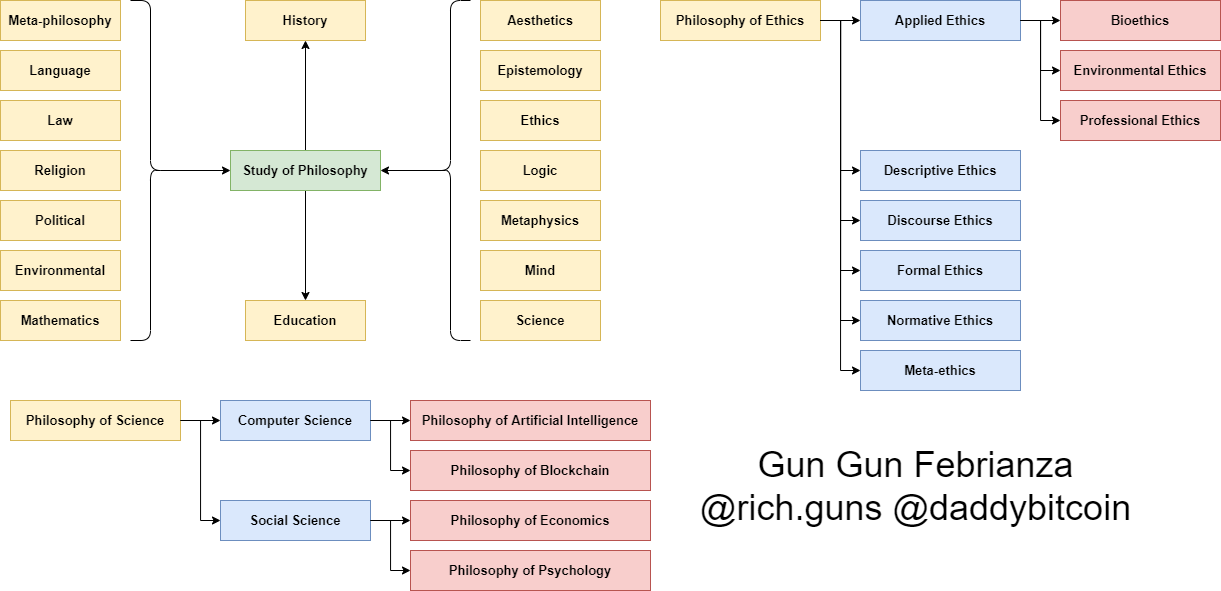 Meta-philosophy
Language
Law
Religion
Political
Environmental
Mathematics
History
Study of Philosophy
Education
Aesthetics
Epistemology
Ethics
Logic
Metaphysics
Mind
Science
Philosophy of Ethics
Applied Ethics
Bioethics
Environmental Ethics
Professional Ethics
Descriptive Ethics
Discourse Ethics
Formal Ethics
Normative Ethics
Meta-ethics
Philosophy of Science
Computer Science
Philosophy of Artificial Intelligence
Philosophy of Blockchain
Social Science
Philosophy of Economics
Philosophy of Psychology
Gun Gun Febrianza
@rich.guns @daddybitcoin